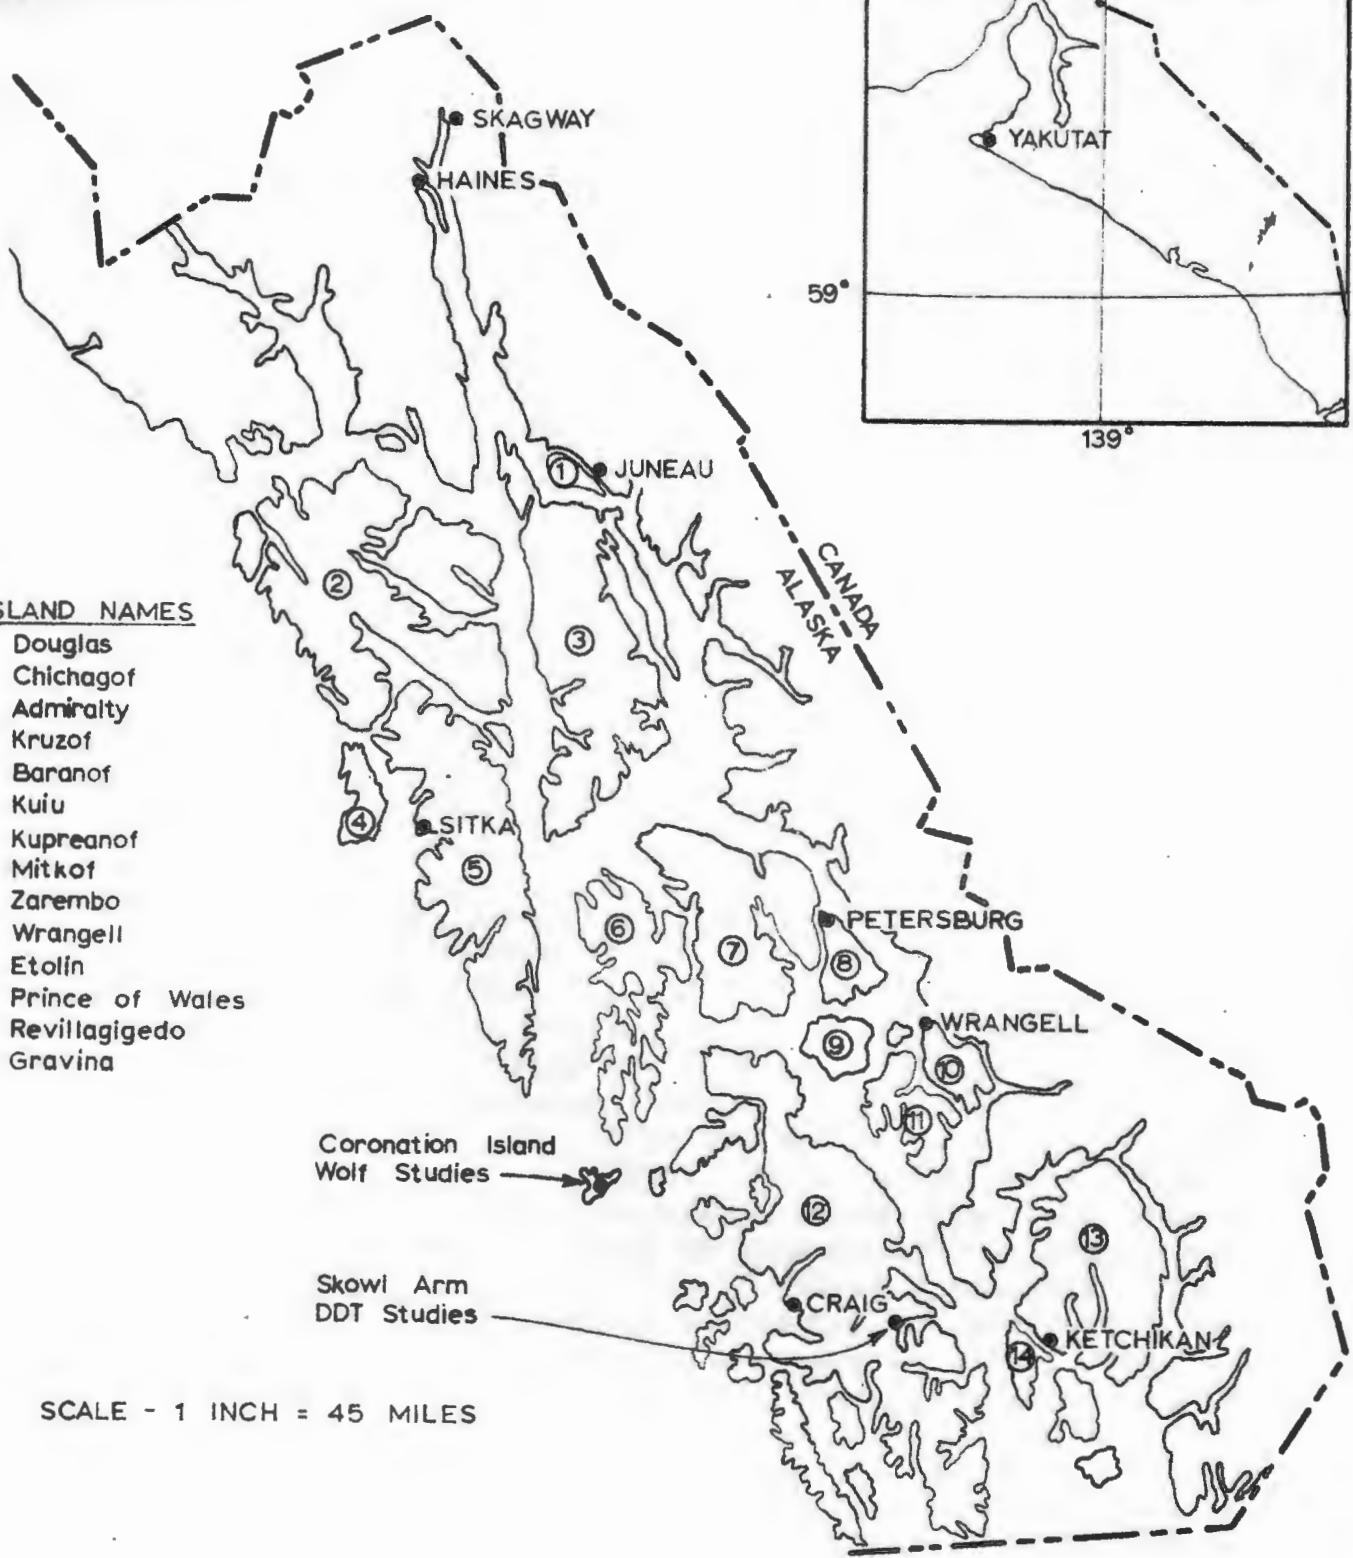 SKAGWAY
HAINES
YAKUTAT
59°
139°
1
JUNEAU
CANADA
ALASKA
2
3
SLAND NAMES
Douglas
Chichagof
Admiralty
Kruzof
Baranof
Kuiu
Kupreanof
Mitkof
Zarembo
Wrangell
Etolin
Prince of Wales
Revillagigedo
Gravina
4
SITKA
5
6
7
PETERSBURG
8
9
WRANGELL
10
11
Coronation Island
Wolf Studies
12
13
Skowl Arm
DDT Studies
CRAIG
KETCHIKAN
14
SCALE - 1 INCH = 45 MILES